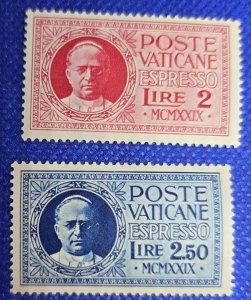 POSTE
VATICANE
ESPRESSO
LIRE 2
MCMXXIX
POSTE
VATICANE
ESPRESSO
LIRE 2.50
MCMXXIX